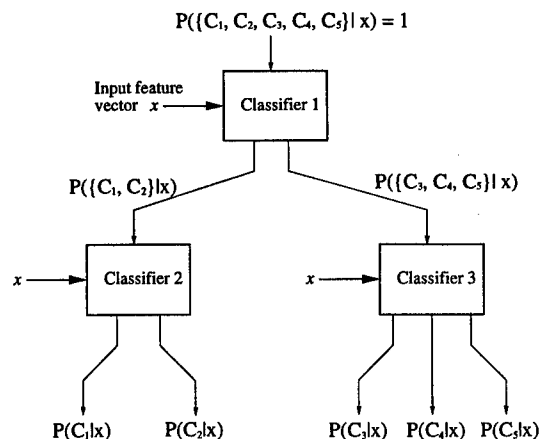 P({C₁, C₂, C₃, C₄, C₅}| x) = 1
Input feature
vector x
Classifier 1
P({C₁, C₂}|x)
P({C₃, C₄, C₅}| x)
x
Classifier 2
x
Classifier 3
P(C₁|x)
P(C₂|x)
P(C₃|x)
P(C₄|x)
P(C₅|x)